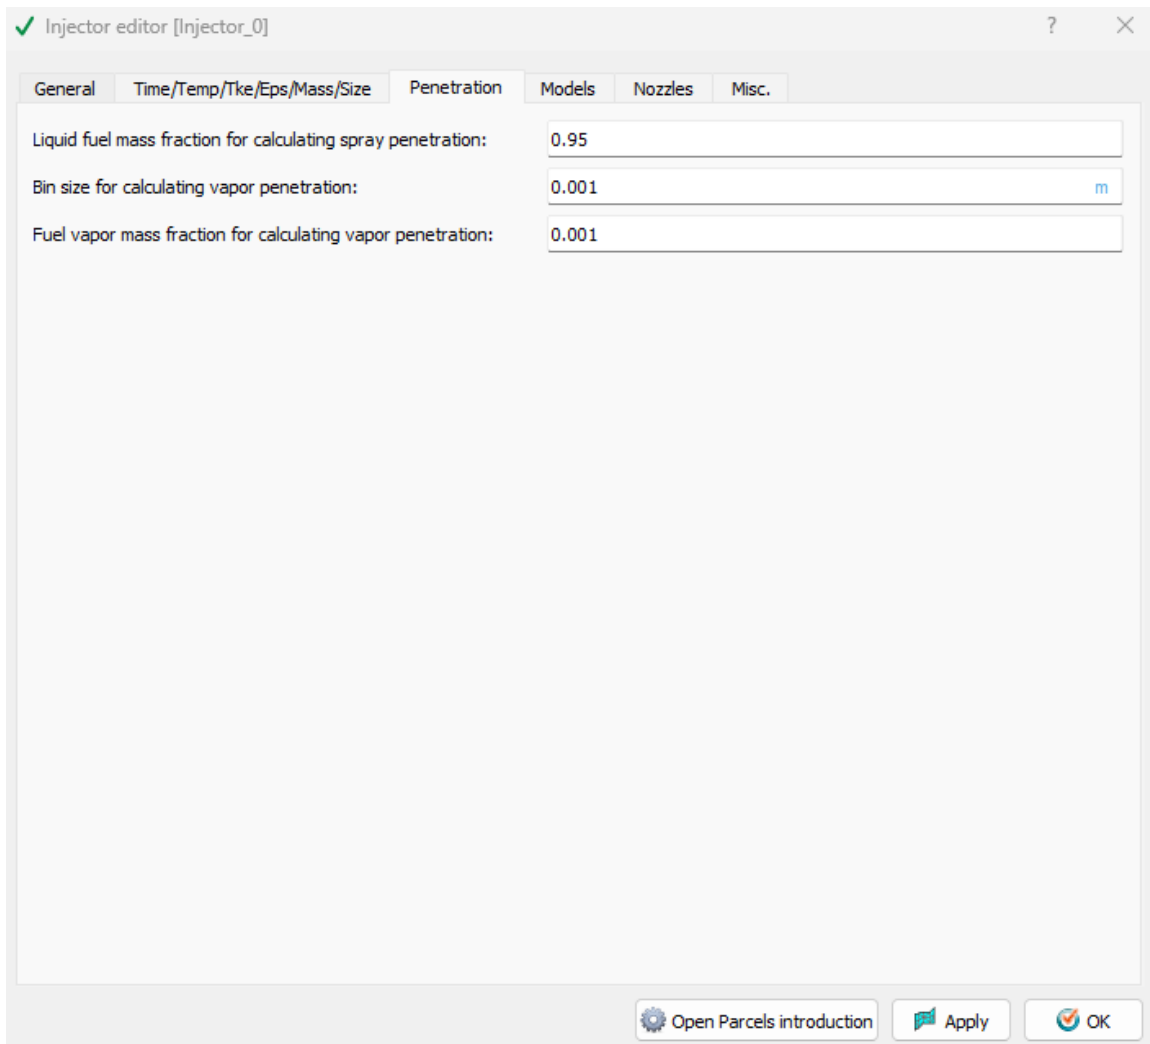 Injector editor [Injector_0] ?
General Time/Temp/Tke/Eps/Mass/Size Penetration Models Nozzles Misc.
Liquid fuel mass fraction for calculating spray penetration: 0.95
Bin size for calculating vapor penetration: 0.001 m
Fuel vapor mass fraction for calculating vapor penetration: 0.001
Open Parcels introduction Apply OK